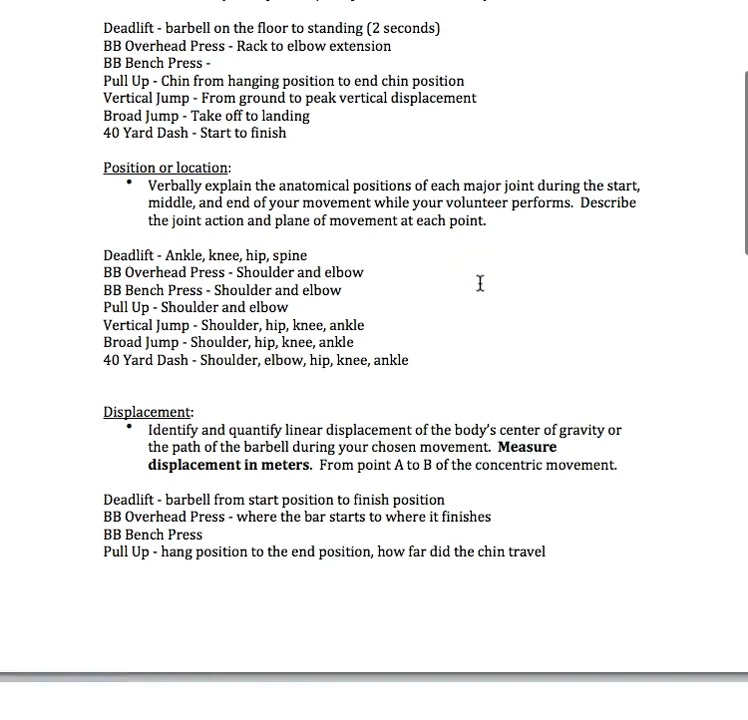 Deadlift - barbell on the floor to standing (2 seconds)
BB Overhead Press - Rack to elbow extension
BB Bench Press -
Pull Up - Chin from hanging position to end chin position
Vertical Jump - From ground to peak vertical displacement
Broad Jump - Take off to landing
40 Yard Dash - Start to finish
Position or location:
• Verbally explain the anatomical positions of each major joint during the start,
middle, and end of your movement while your volunteer performs. Describe
the joint action and plane of movement at each point.
Deadlift - Ankle, knee, hip, spine
BB Overhead Press - Shoulder and elbow
BB Bench Press - Shoulder and elbow
Pull Up - Shoulder and elbow
Vertical Jump - Shoulder, hip, knee, ankle
Broad Jump - Shoulder, hip, knee, ankle
40 Yard Dash - Shoulder, elbow, hip, knee, ankle
Displacement:
• Identify and quantify linear displacement of the body's center of gravity or
the path of the barbell during your chosen movement. Measure
displacement in meters. From point A to B of the concentric movement.
Deadlift - barbell from start position to finish position
BB Overhead Press - where the bar starts to where it finishes
BB Bench Press
Pull Up - hang position to the end position, how far did the chin travel